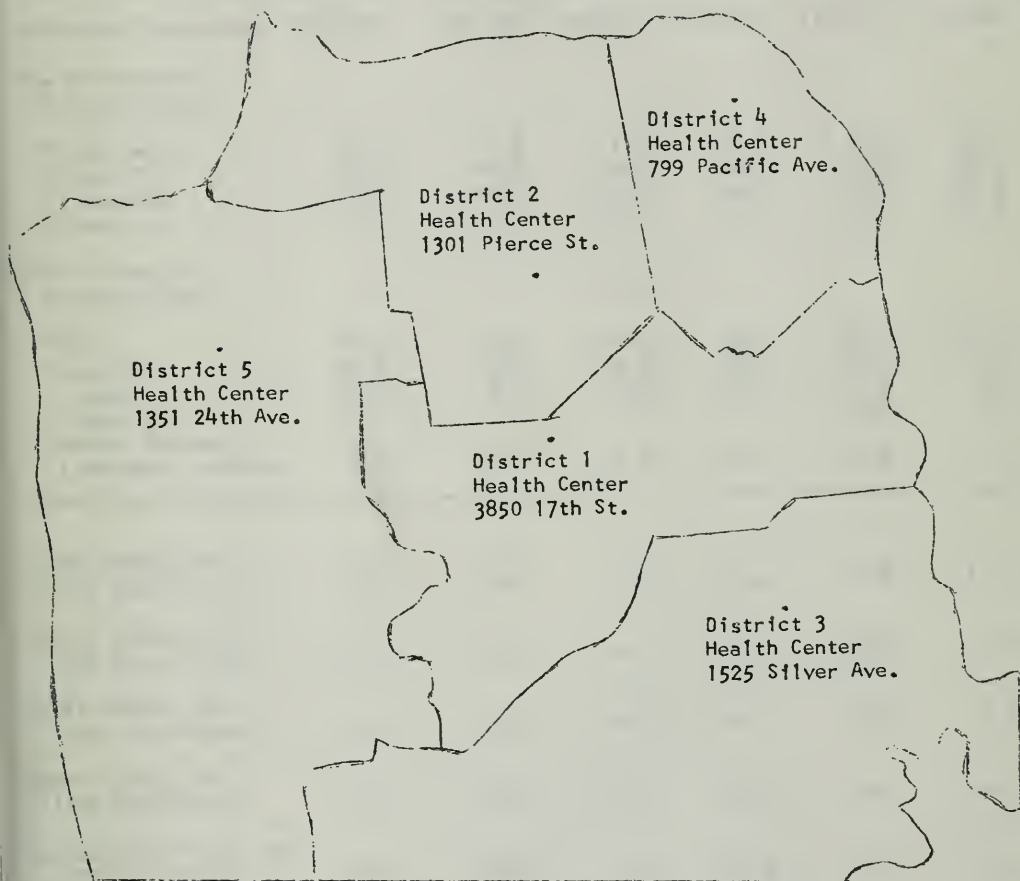 District 4
Health Center
799 Pacific Ave.
District 2
Health Center
1301 Pierce St.
District 5
Health Center
1351 24th Ave.
District 1
Health Center
3850 17th St.
District 3
Health Center
1525 Silver Ave.